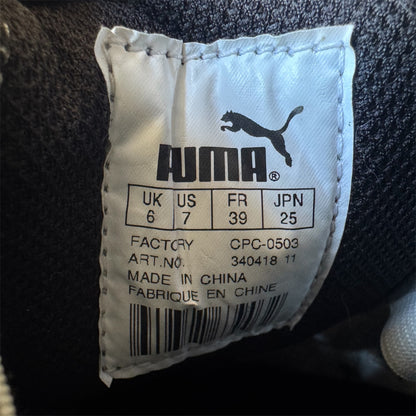 PUMA®
UK US FR JPN
6 7 39 25
FACTORY CPC-0503
ART.NO. 340418 11
MADE IN CHINA
FABRIQUE EN CHINE